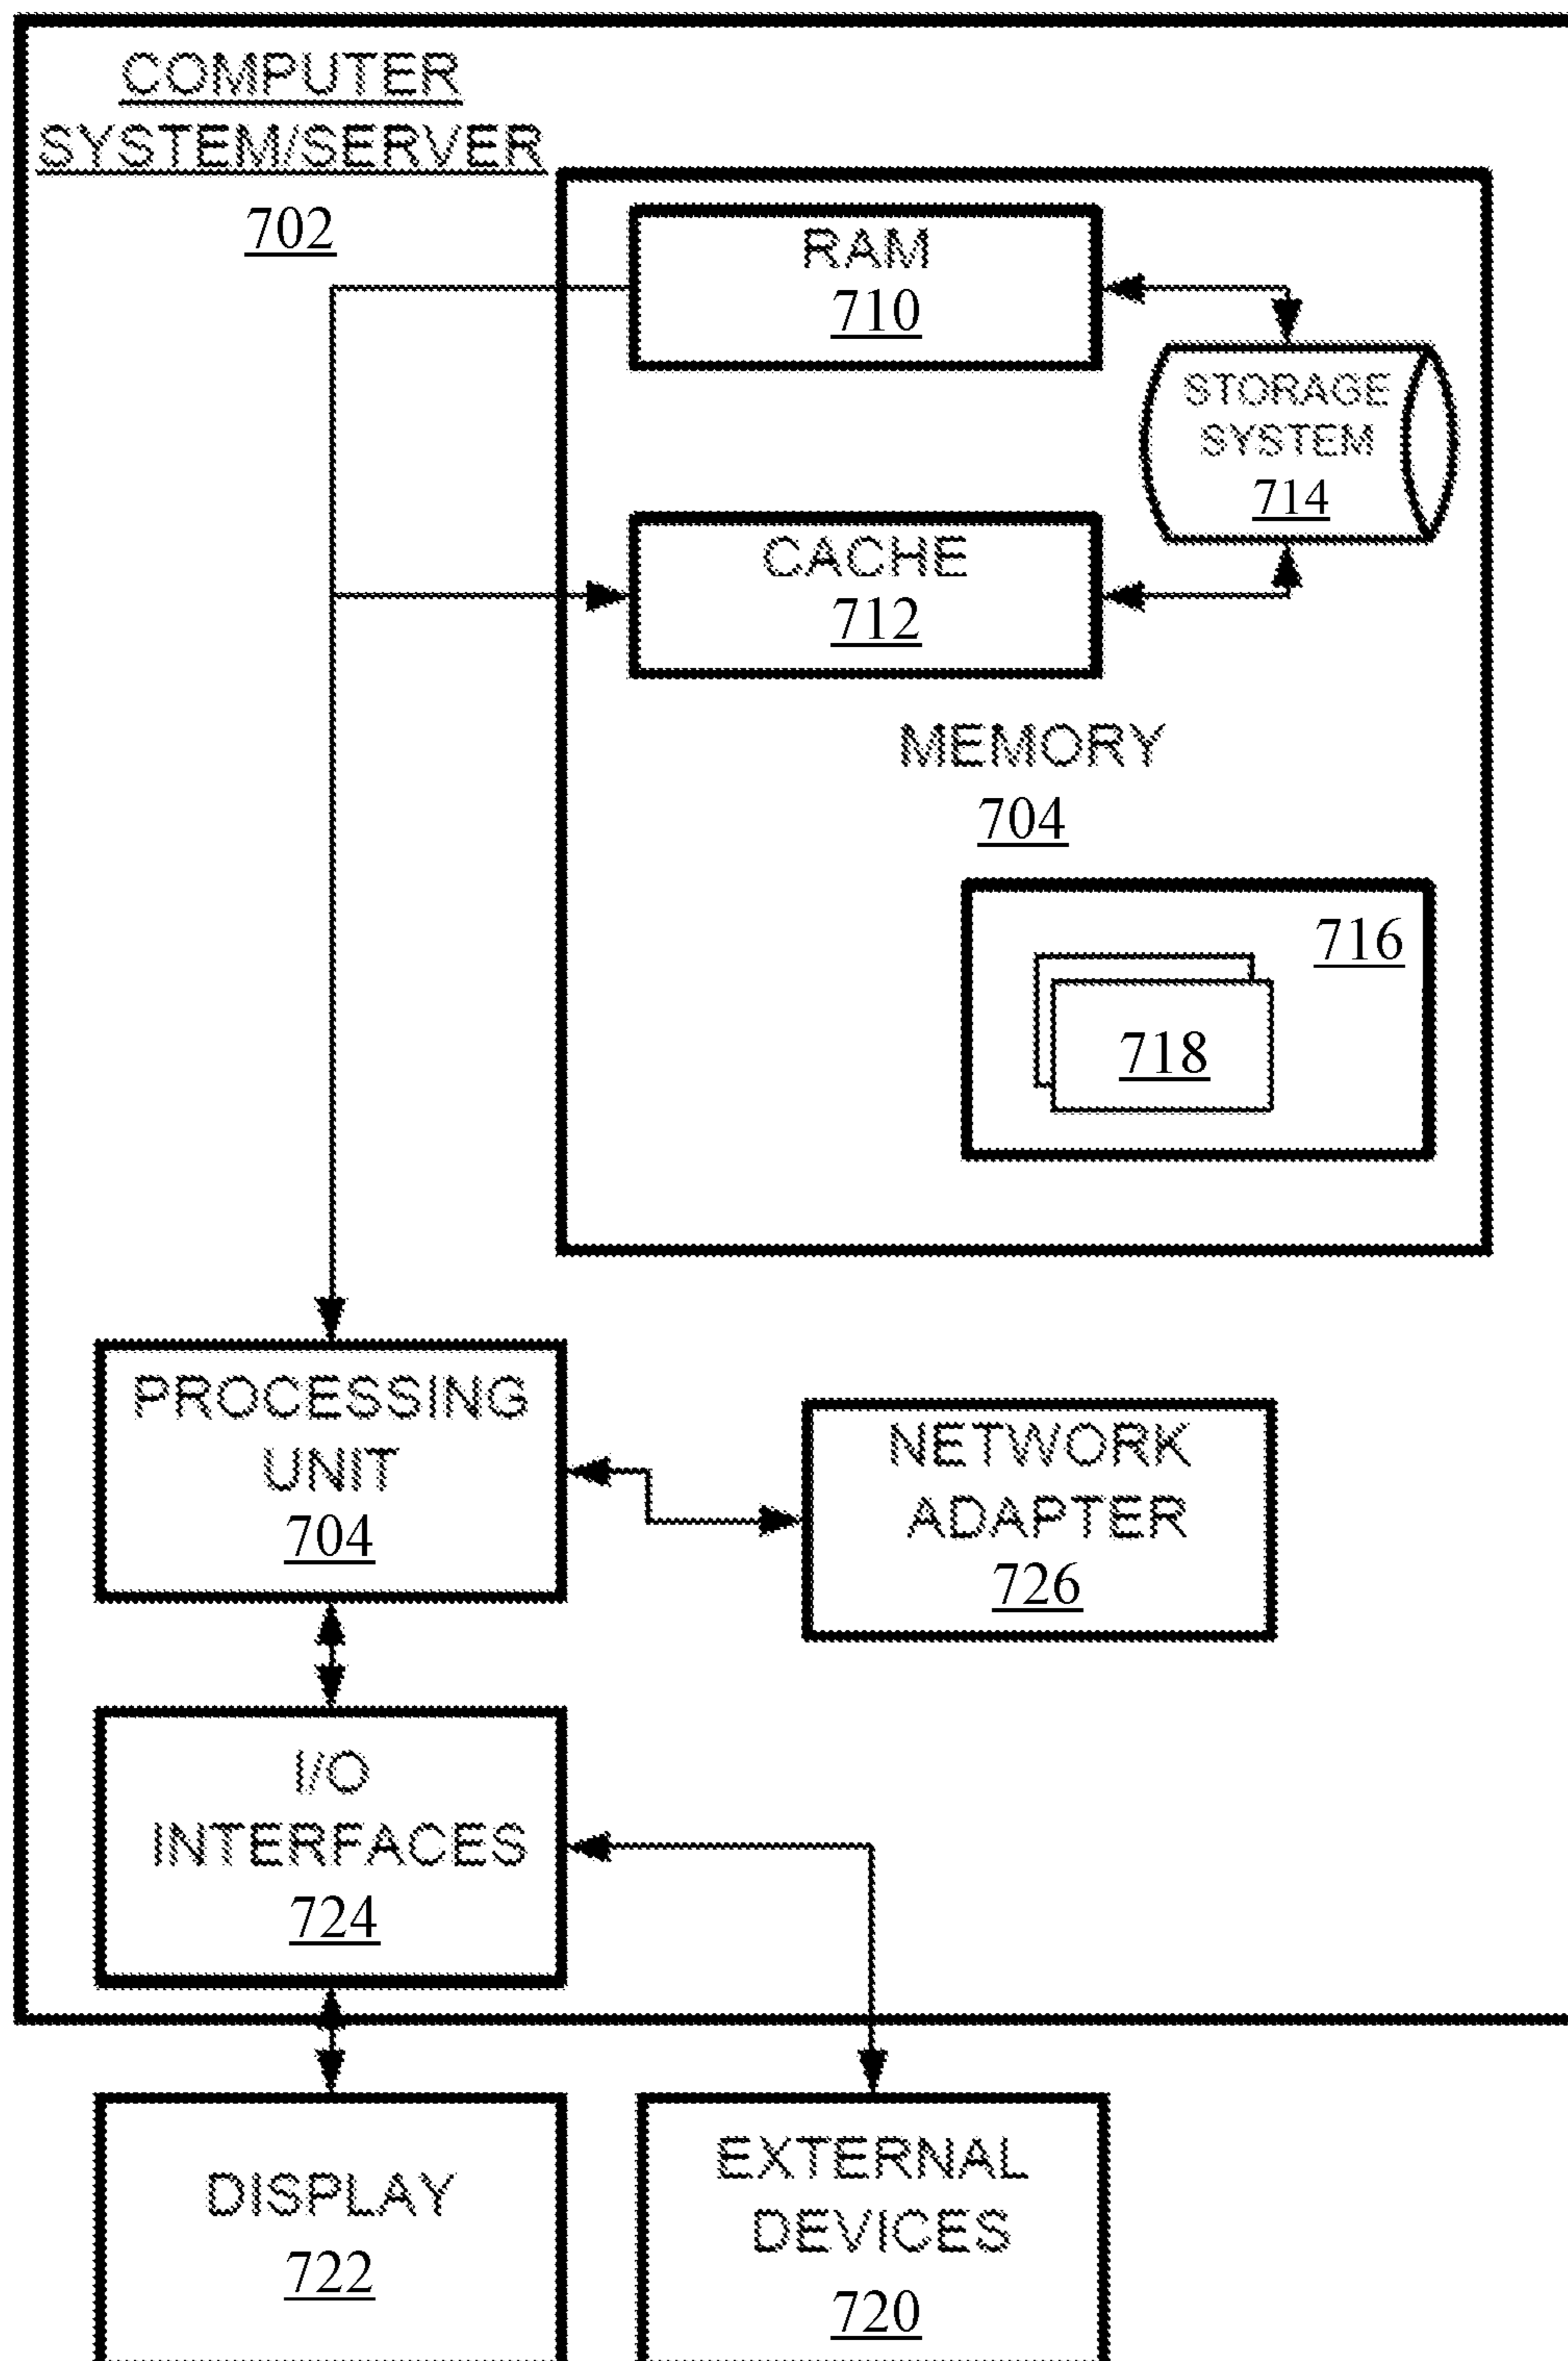 COMPUTER
SYSTEM/SERVER
702
RAM
710
STORAGE
SYSTEM
714
CACHE
712
MEMORY
704
716
718
PROCESSING
UNIT
704
NETWORK
ADAPTER
726
I/O
INTERFACES
724
DISPLAY
722
EXTERNAL
DEVICES
720